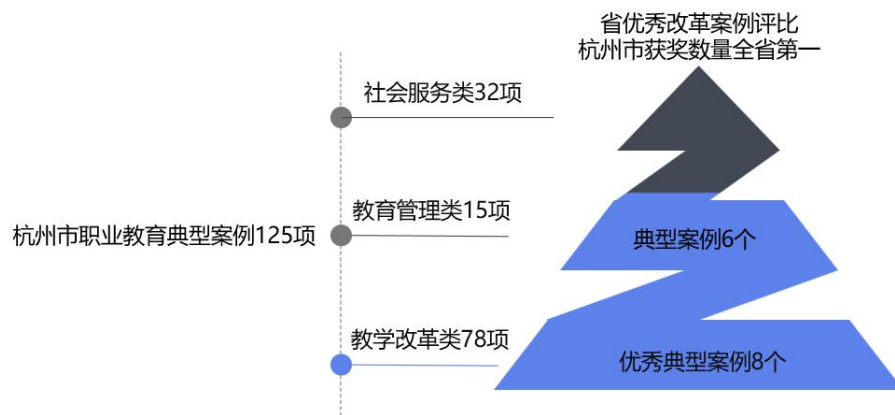 省优秀改革案例评比
杭州市获奖数量全省第一
社会服务类32项
教育管理类15项
杭州市职业教育典型案例125项
典型案例6个
教学改革类78项
优秀典型案例8个